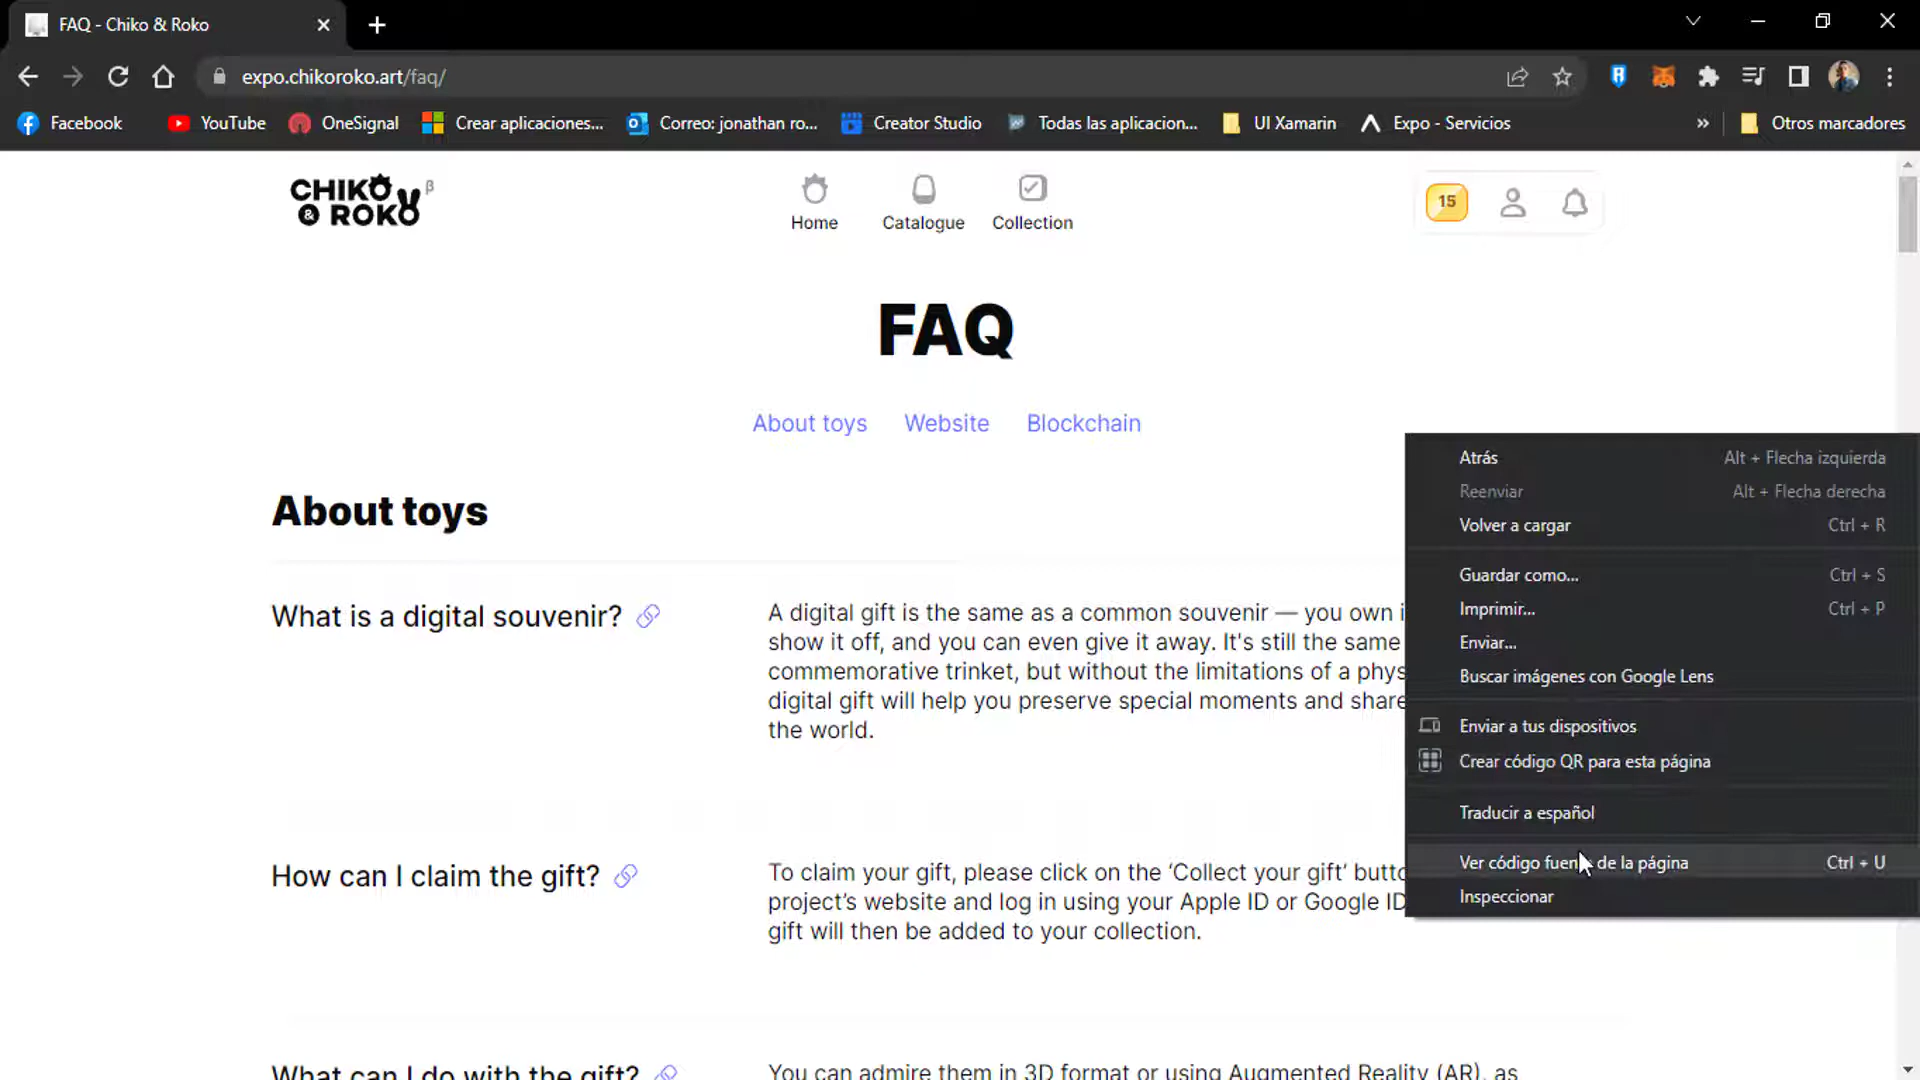 FAQ - Chiko & Roko
expo.chikoroko.art/faq/
Facebook YouTube OneSignal Crear aplicaciones... Correo: jonathan ro... Creator Studio Todas las aplicacion... UI Xamarin Expo - Servicios » Otros marcadores
CHIKO β
& ROKO
Home Catalogue Collection
15
FAQ
About toys Website Blockchain
About toys
What is a digital souvenir?
A digital gift is the same as a common souvenir — you own i
show it off, and you can even give it away. It's still the same
commemorative trinket, but without the limitations of a phys
digital gift will help you preserve special moments and share
the world.
How can I claim the gift?
To claim your gift, please click on the ‘Collect your gift’ butto
project’s website and log in using your Apple ID or Google ID
gift will then be added to your collection.
What can I do with the gift?
You can admire them in 3D format or using Augmented Reality (AR), as
Atrás Alt + Flecha izquierda
Reenviar Alt + Flecha derecha
Volver a cargar Ctrl + R
Guardar como... Ctrl + S
Imprimir... Ctrl + P
Enviar...
Buscar imágenes con Google Lens
Enviar a tus dispositivos
Crear código QR para esta página
Traducir a español
Ver código fuente de la página Ctrl + U
Inspeccionar